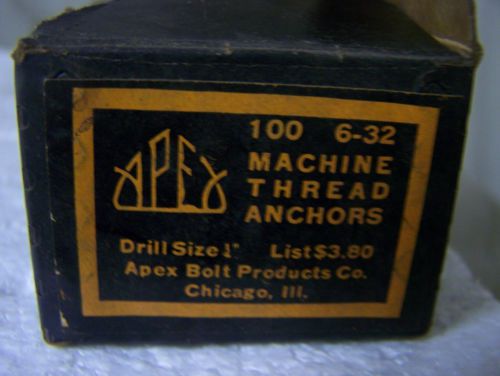 APEX
100 6-32
MACHINE
THREAD
ANCHORS
Drill Size List $3.80
Apex Bolt Products Co.
Chicago, Ill.